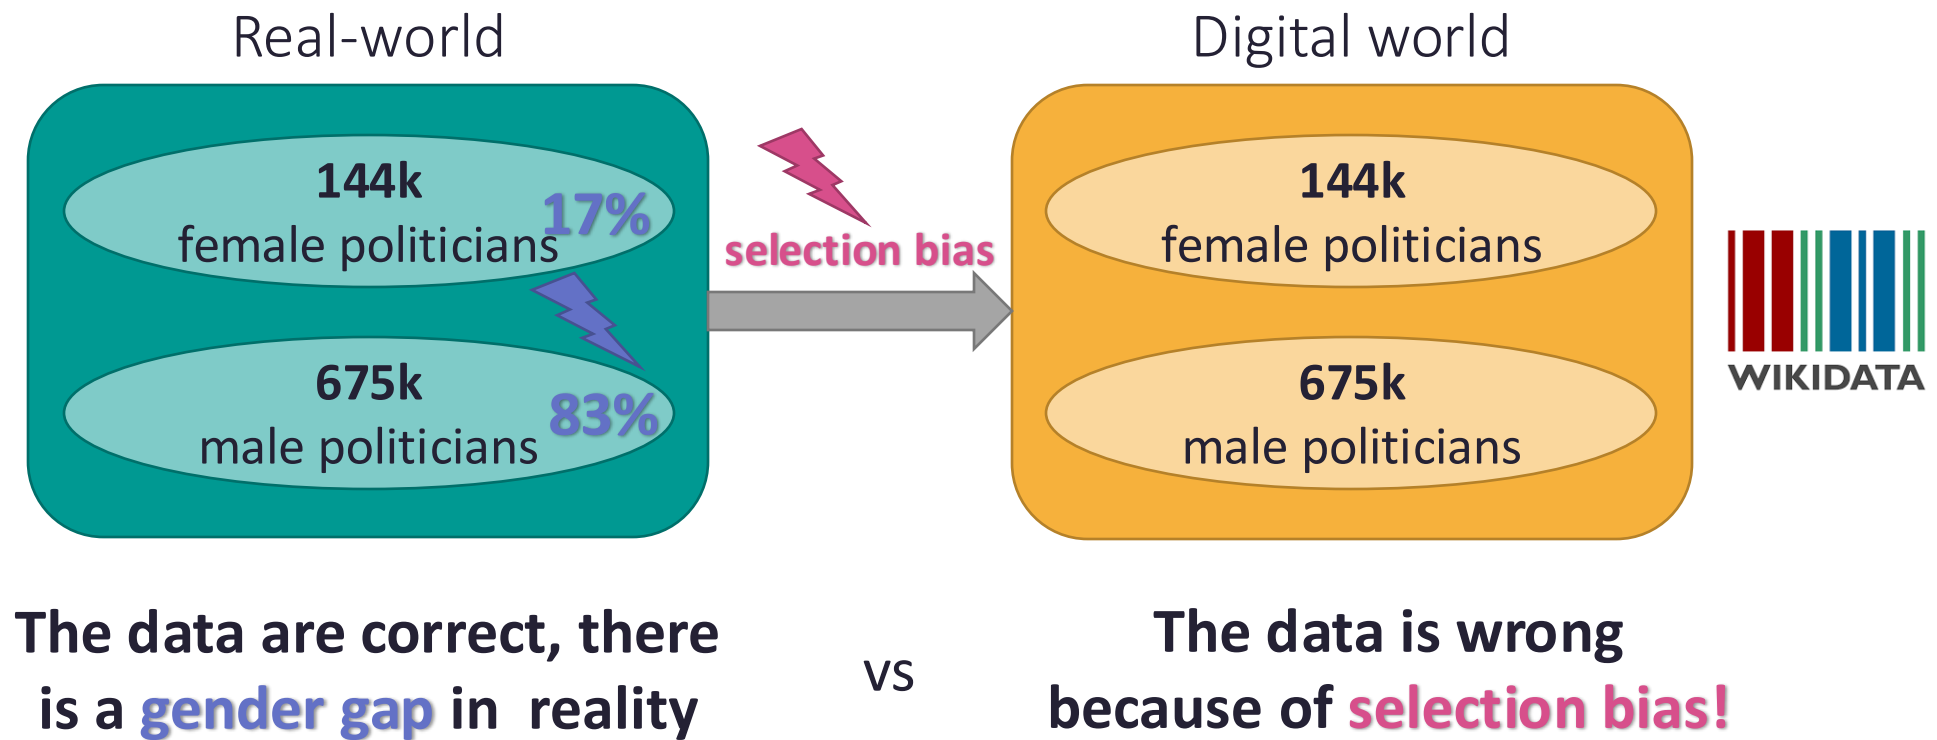 Real-world
Digital world
144k
female politicians
17%
675k
male politicians
83%
selection bias
144k
female politicians
675k
male politicians
WIKIDATA
The data are correct, there
is a gender gap in reality
vs
The data is wrong
because of selection bias!